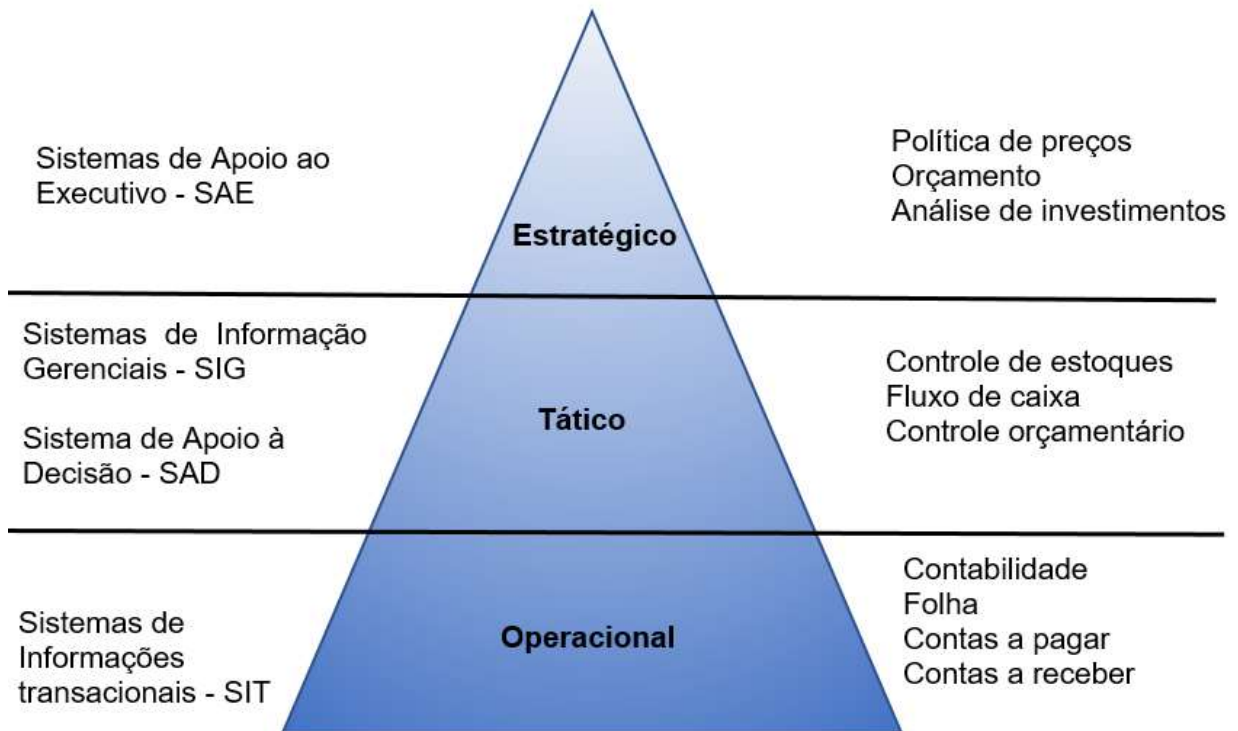 Sistemas de Apoio ao
Executivo - SAE
Estratégico
Política de preços
Orçamento
Análise de investimentos
Sistemas de Informação
Gerenciais - SIG
Sistema de Apoio à
Decisão - SAD
Tático
Controle de estoques
Fluxo de caixa
Controle orçamentário
Sistemas de
Informações
transacionais - SIT
Operacional
Contabilidade
Folha
Contas a pagar
Contas a receber